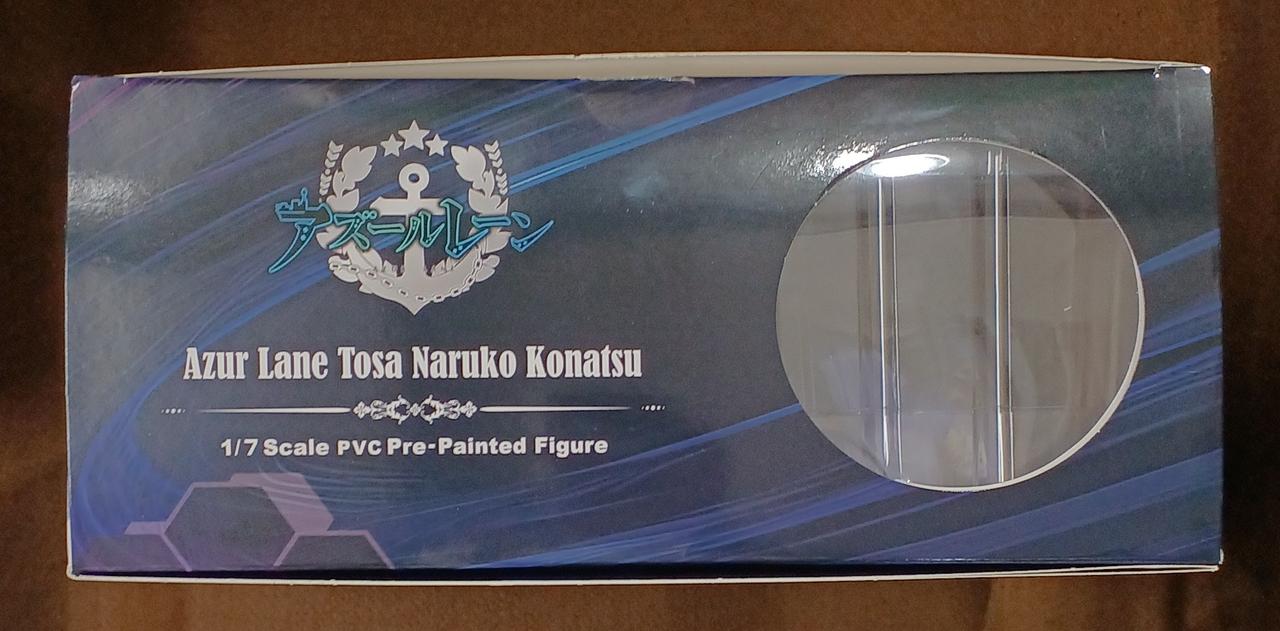 アズールレーン
Azur Lane Tosa Naruko Konatsu
1/7 Scale PVC Pre-Painted Figure